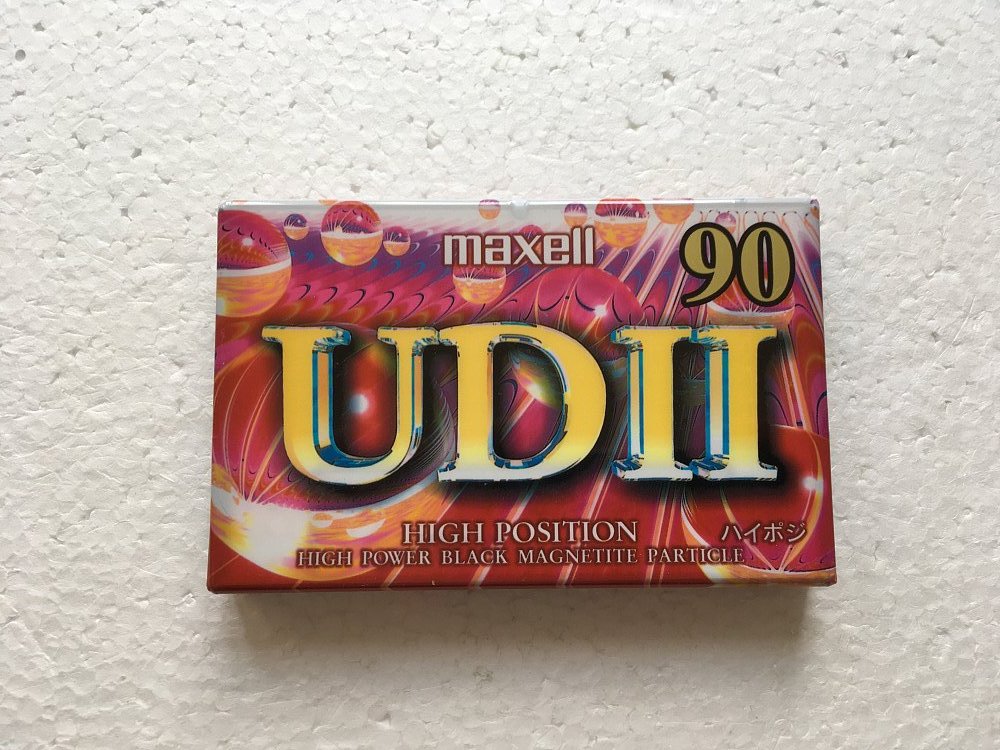 maxell
90
UDII
HIGH POSITION
ハイポジ
HIGH POWER BLACK MAGNETITE PARTICLE